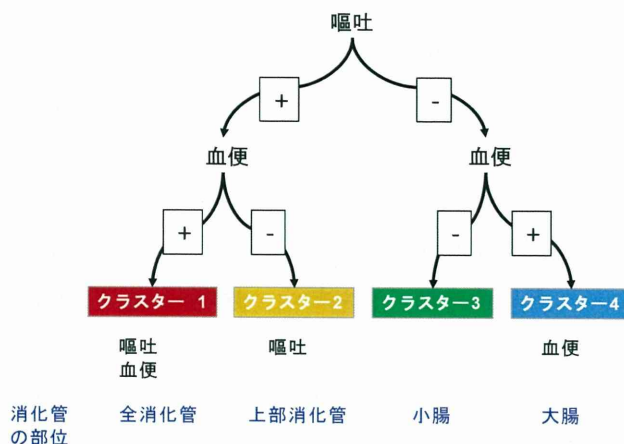 嘔吐
+ -
血便 血便
+ - - +
クラスター 1 クラスター2 クラスター3 クラスター4
嘔吐 嘔吐 血便
血便
消化管 全消化管 上部消化管 小腸 大腸
の部位